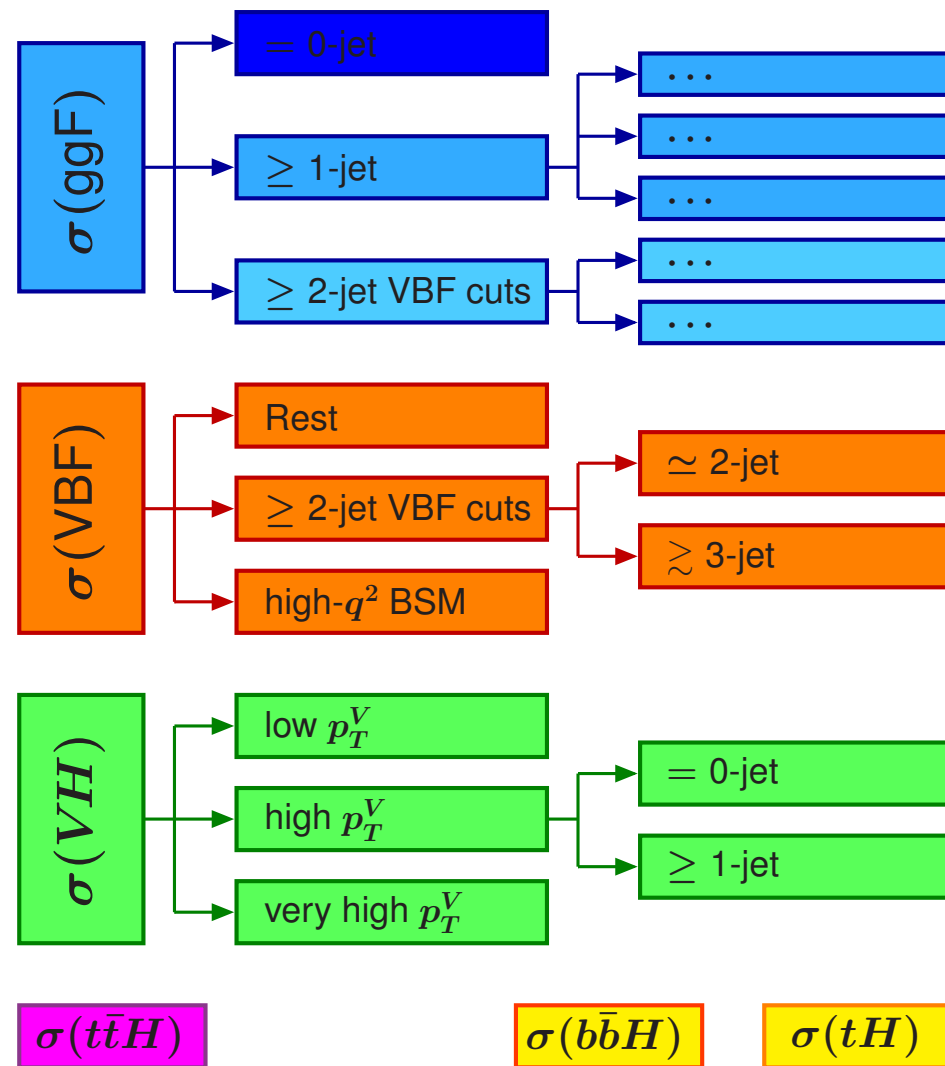 σ(ggF)
= 0-jet
≥ 1-jet
≥ 2-jet VBF cuts
...
...
...
...
...
σ(VBF)
Rest
≥ 2-jet VBF cuts
high-q² BSM
≃ 2-jet
≳ 3-jet
σ(VH)
low p_T^V
high p_T^V
very high p_T^V
= 0-jet
≥ 1-jet
σ(tt̄H)
σ(bb̄H)
σ(tH)